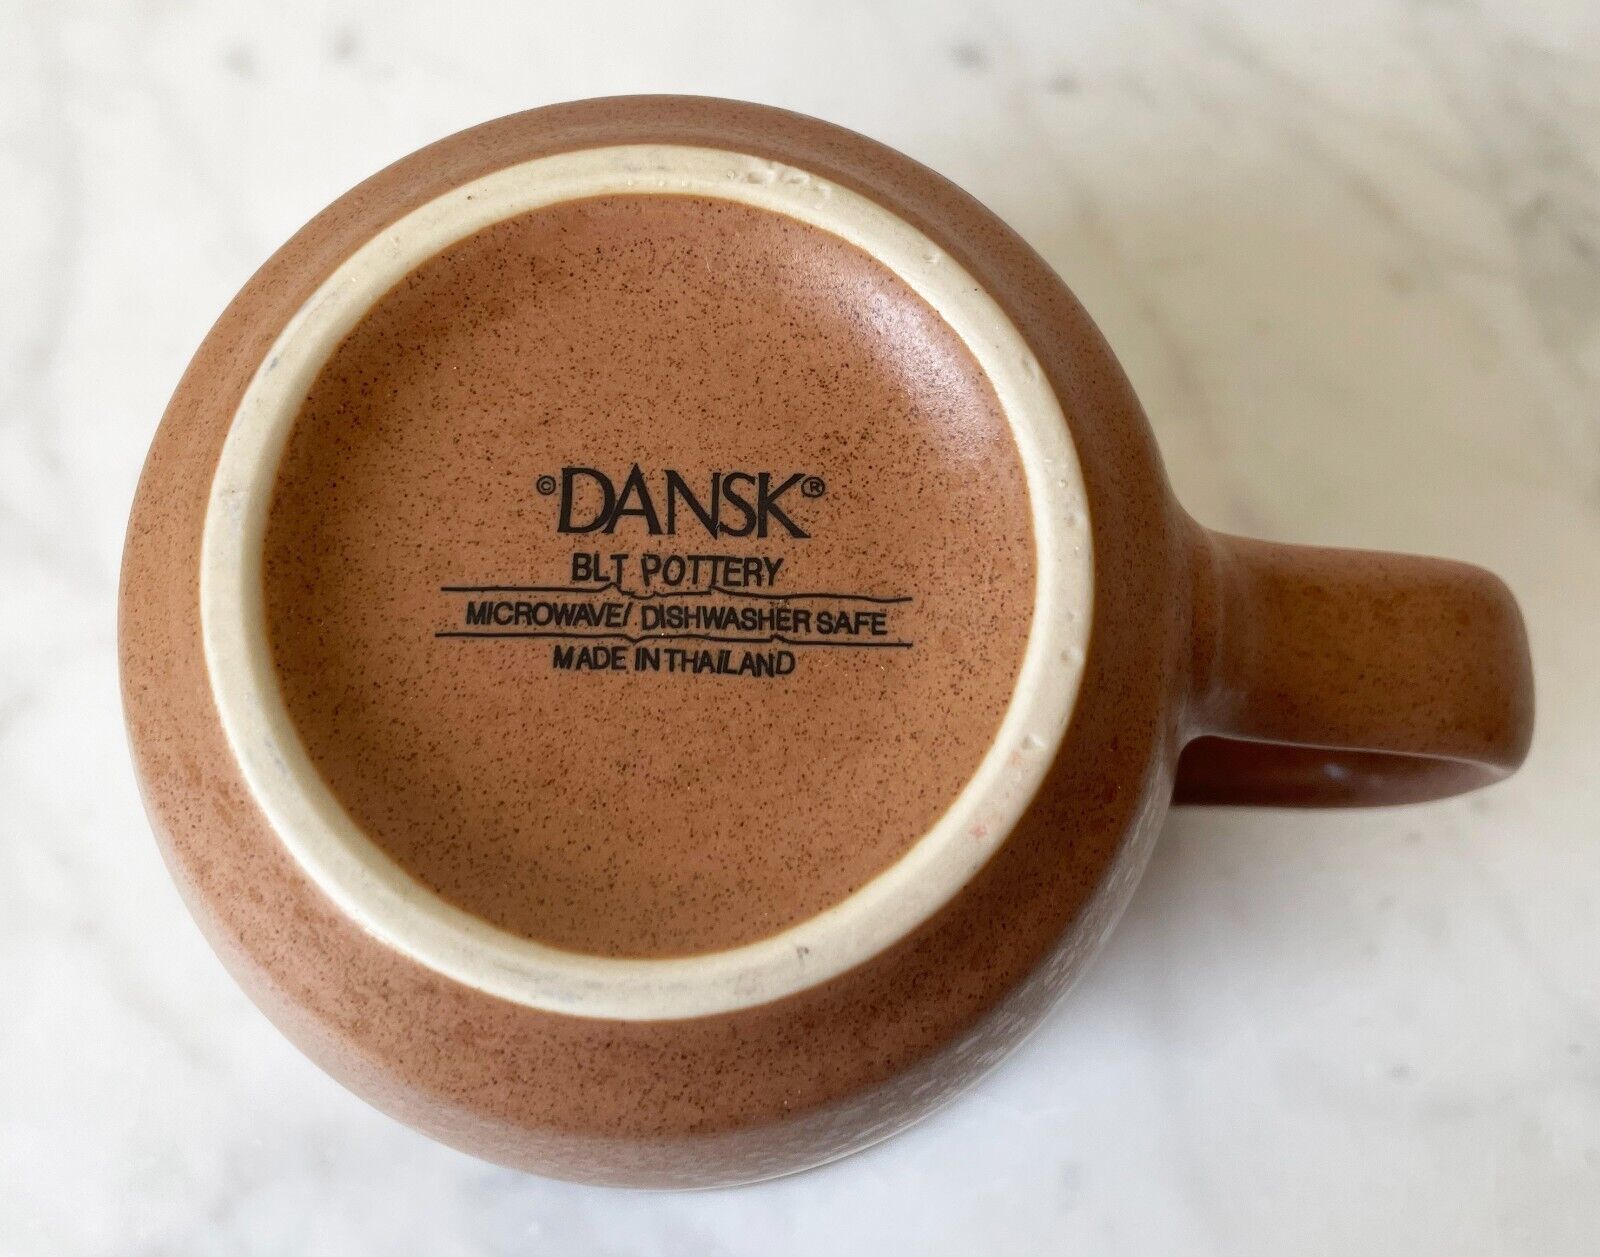 ©DANSK®
BLT POTTERY
MICROWAVE/ DISHWASHER SAFE
MADE IN THAILAND